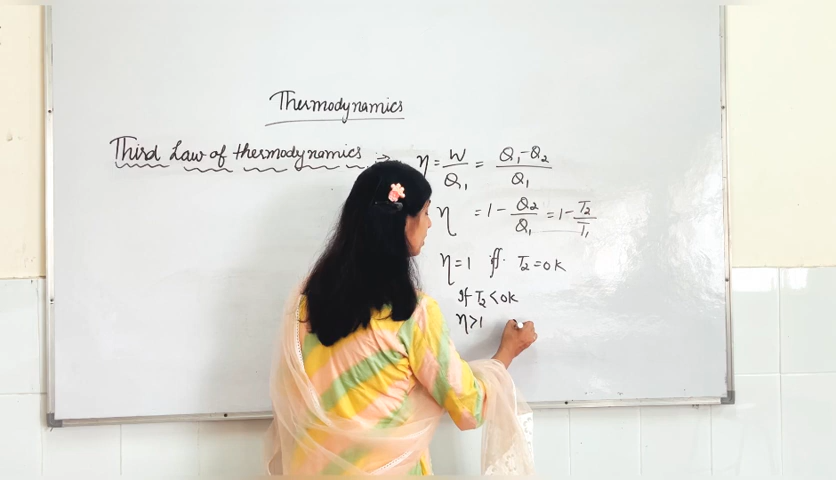 Thermodynamics
Third Law of thermodynamics → η = W/Q₁ = Q₁-Q₂/Q₁
η = 1 - Q₂/Q₁ = 1 - T₂/T₁
η = 1 iff. T₂ = 0K
If T₂ < 0K
η > 1